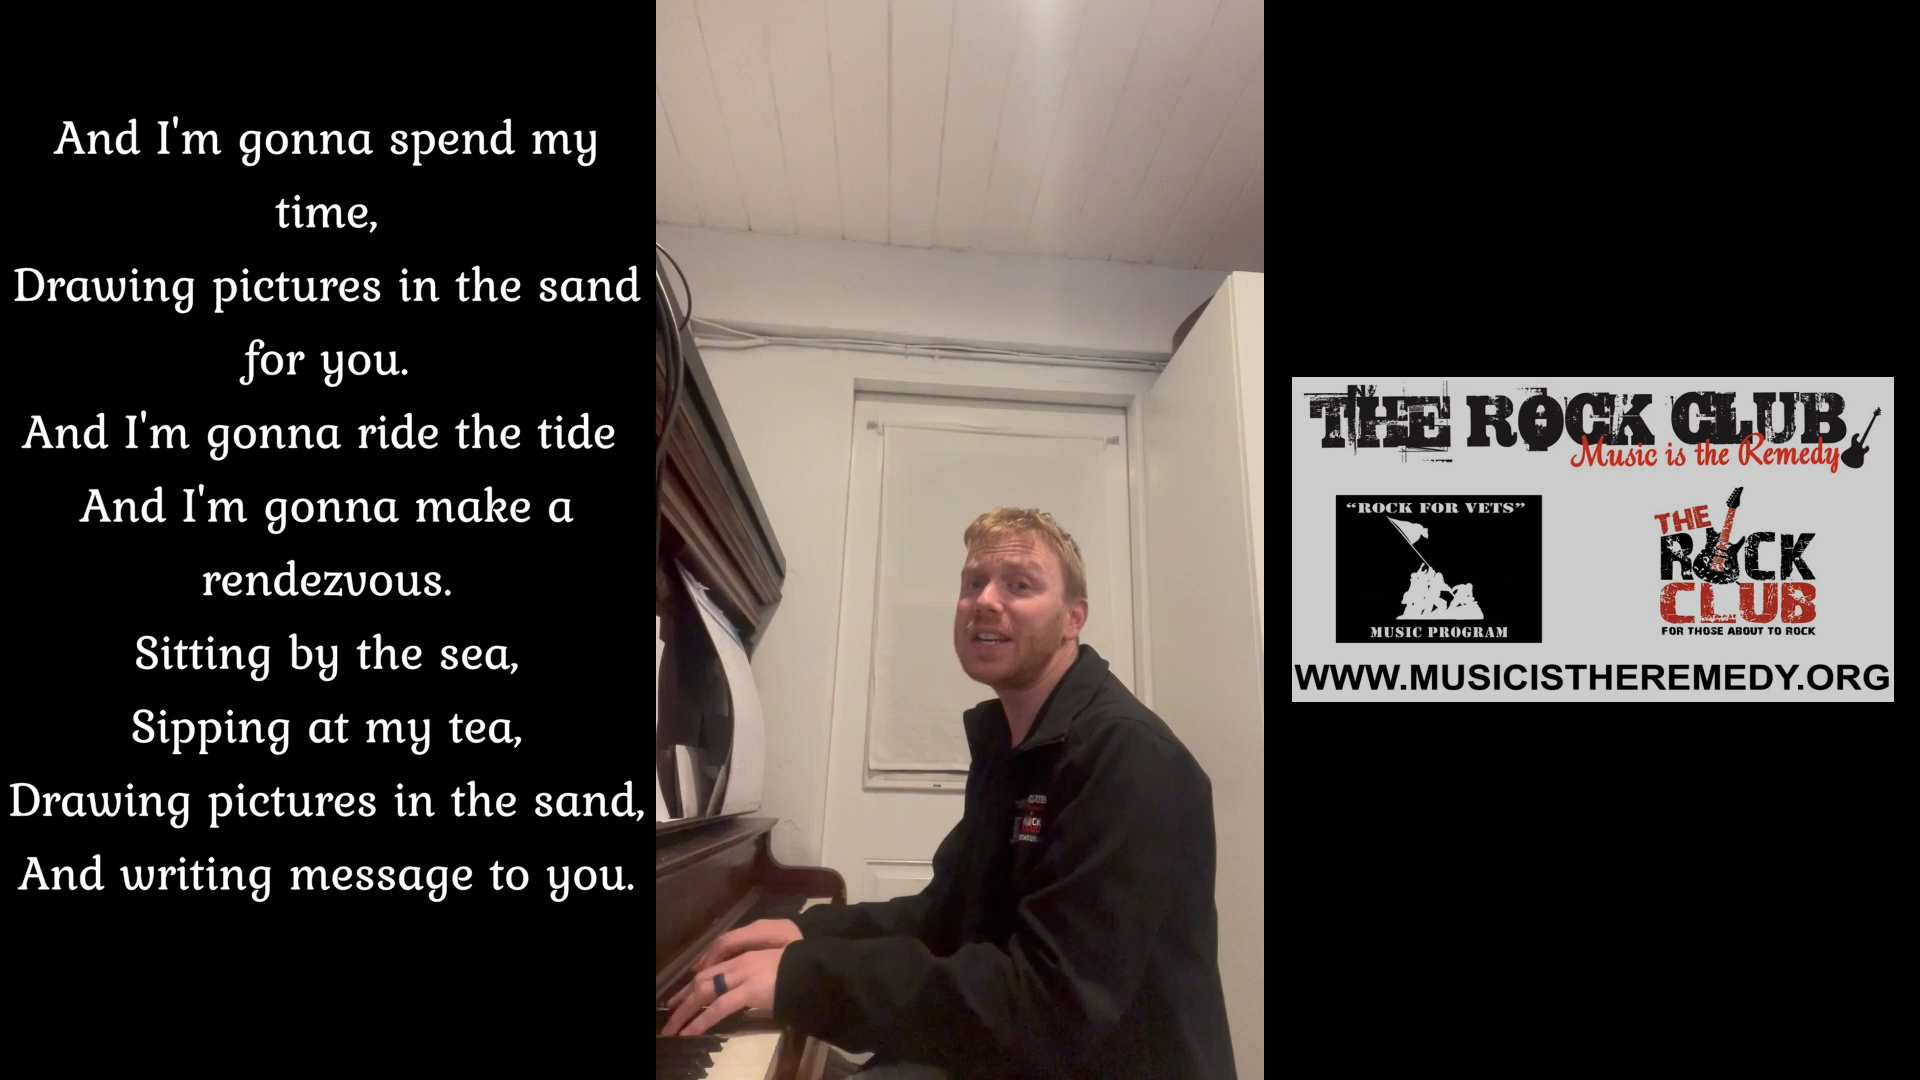 And I'm gonna spend my
time,
Drawing pictures in the sand
for you.
And I'm gonna ride the tide
And I'm gonna make a
rendezvous.
Sitting by the sea,
Sipping at my tea,
Drawing pictures in the sand,
And writing message to you.
THE ROCK CLUB
Music is the Remedy
"ROCK FOR VETS"
MUSIC PROGRAM
THE
ROCK
CLUB
FOR THOSE ABOUT TO ROCK
WWW.MUSICISTHEREMEDY.ORG